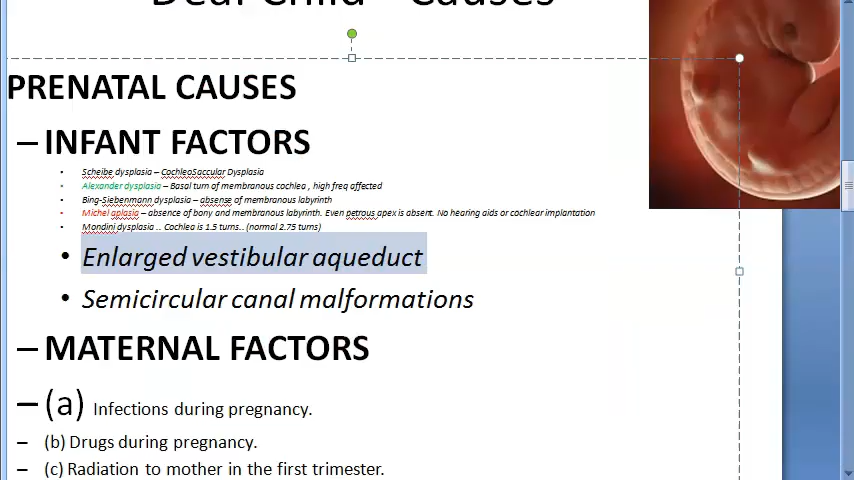 Deaf Child - Causes
PRENATAL CAUSES
– INFANT FACTORS
• Scheibe dysplasia – CochleoSaccular Dysplasia
• Alexander dysplasia – Basal turn of membranous cochlea , high freq affected
• Bing-Siebenmann dysplasia – absense of membranous labyrinth
• Michel aplasia – absence of bony and membranous labyrinth. Even petrous apex is absent. No hearing aids or cochlear implantation
• Mondini dysplasia .. Cochlea is 1.5 turns.. (normal 2.75 turns)
• Enlarged vestibular aqueduct
• Semicircular canal malformations
– MATERNAL FACTORS
– (a) Infections during pregnancy.
– (b) Drugs during pregnancy.
– (c) Radiation to mother in the first trimester.